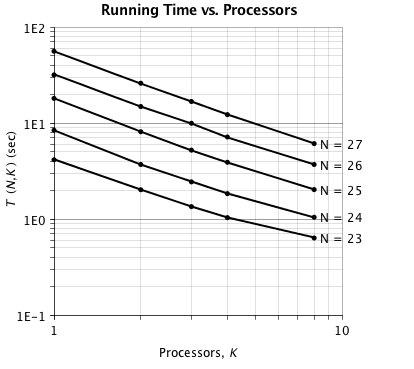 Running Time vs. Processors
1E2
1E1
1E0
1E−1
T (N,K) (sec)
N = 27
N = 26
N = 25
N = 24
N = 23
1
10
Processors, K